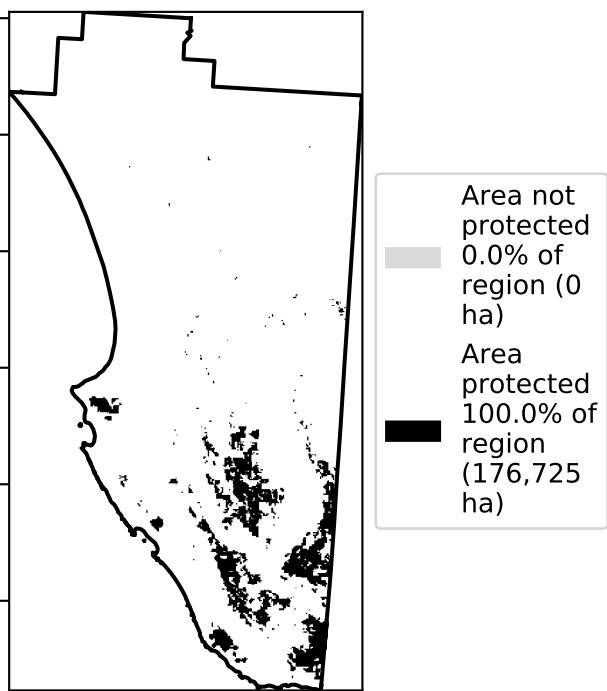 Area not
protected
0.0% of
region (0
ha)
Area
protected
100.0% of
region
(176,725
ha)